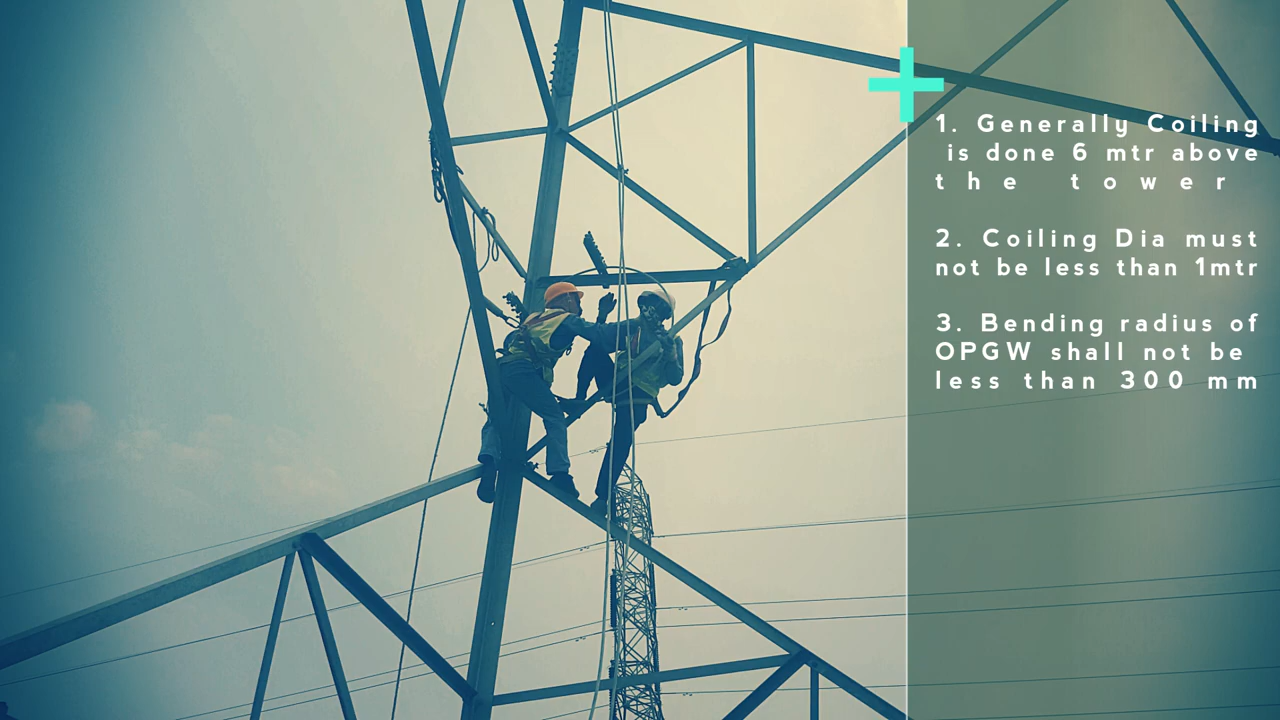 1. Generally Coiling
is done 6 mtr above
the tower
2. Coiling Dia must
not be less than 1mtr
3. Bending radius of
OPGW shall not be
less than 300 mm